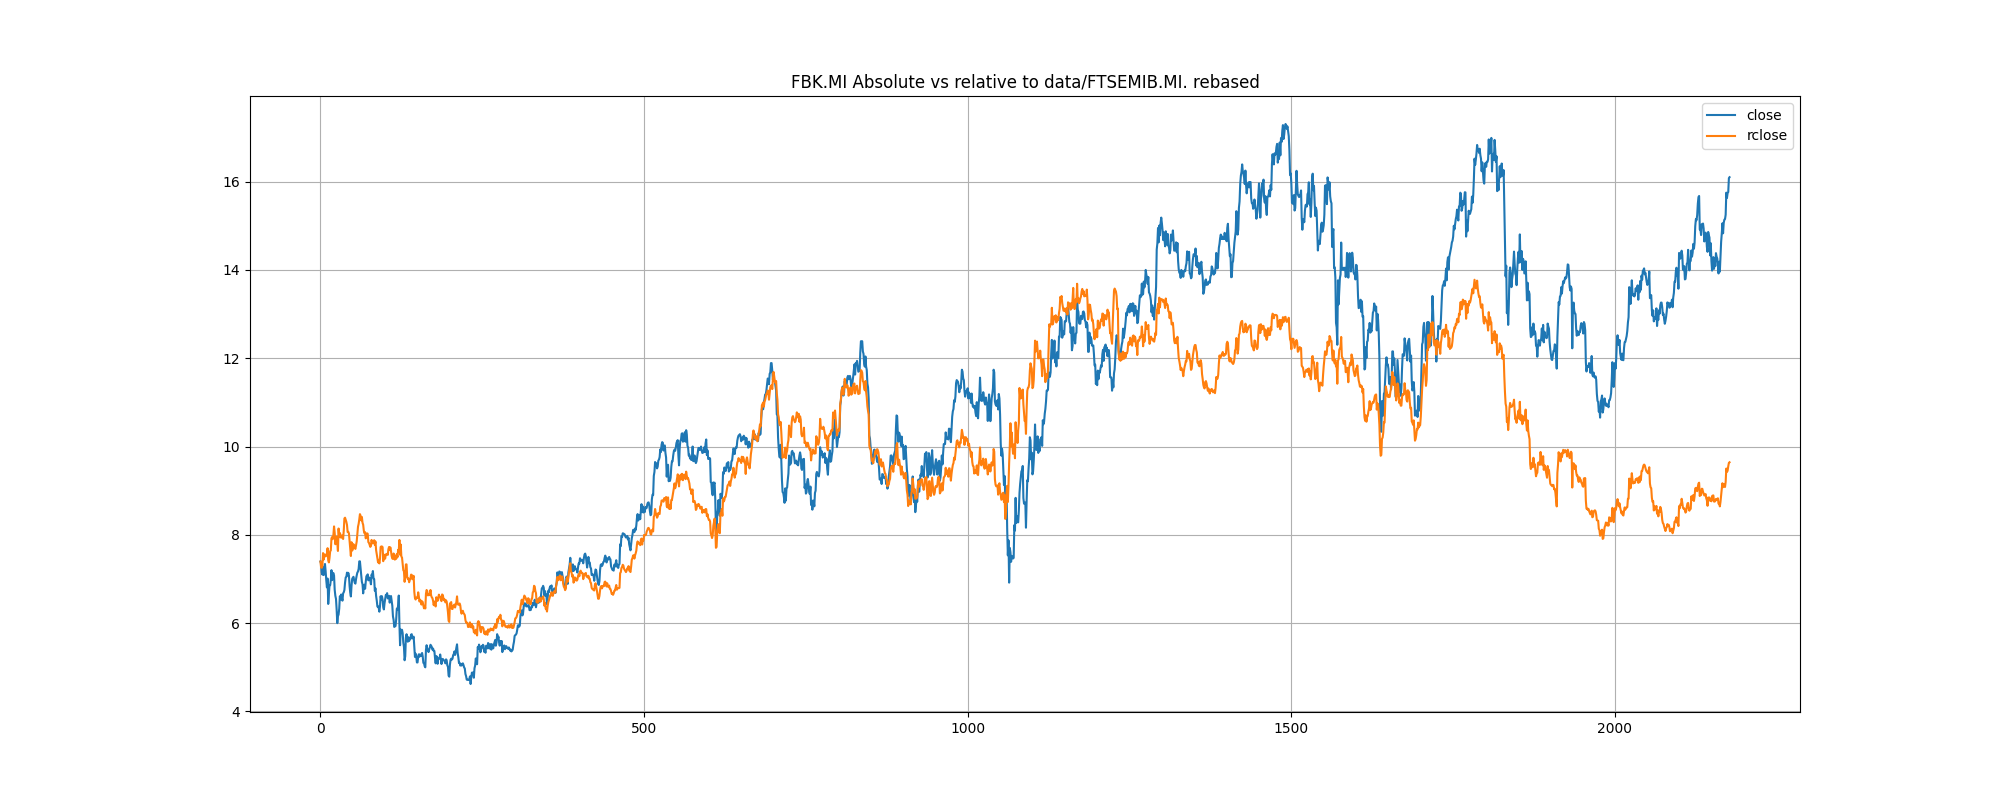 FBK.MI Absolute vs relative to data/FTSEMIB.MI. rebased
close
rclose
16
14
12
10
8
6
4
0 500 1000 1500 2000